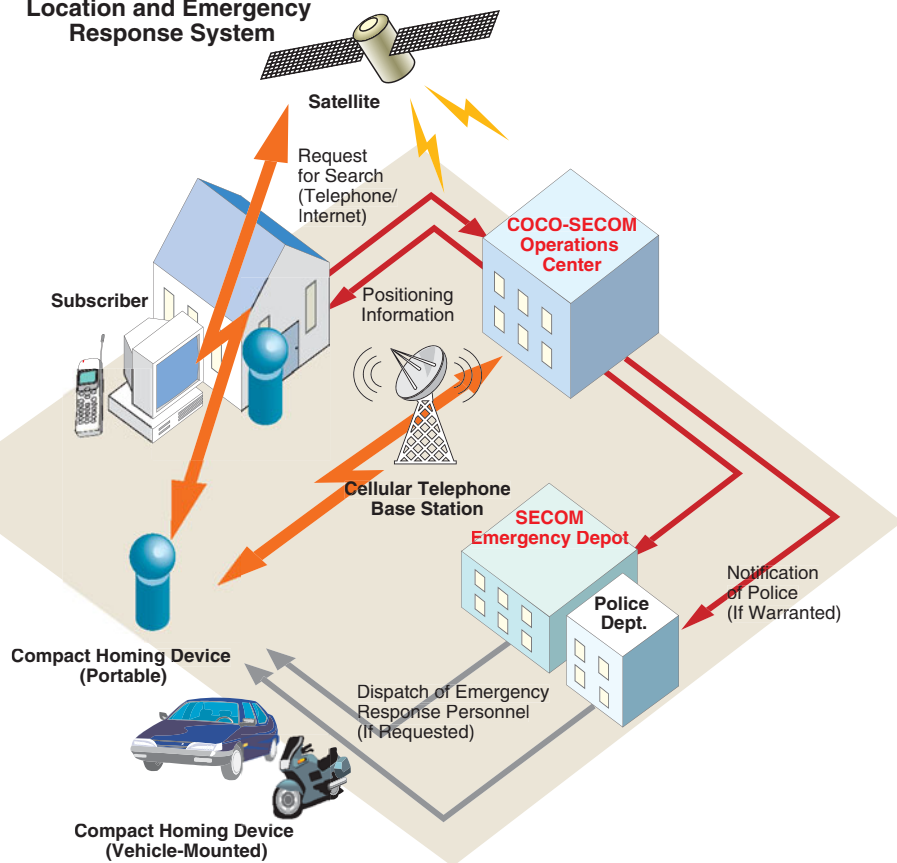 Location and Emergency
Response System
Satellite
Request
for Search
(Telephone/
Internet)
COCO-SECOM
Operations
Center
Subscriber
Positioning
Information
Cellular Telephone
Base Station
SECOM
Emergency Depot
Police
Dept.
Notification
of Police
(If Warranted)
Compact Homing Device
(Portable)
Dispatch of Emergency
Response Personnel
(If Requested)
Compact Homing Device
(Vehicle-Mounted)